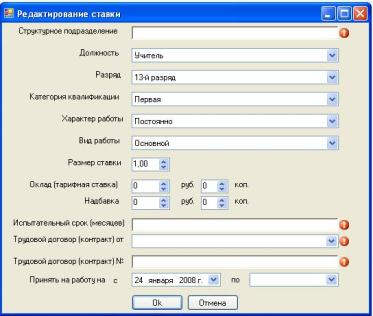 Редактирование ставки
Структурное подразделение
Должность Учитель
Разряд 13-й разряд
Категория квалификации Первая
Характер работы Постоянно
Вид работы Основной
Размер ставки 1,00
Оклад (тарифная ставка) 0 руб. 0 коп.
Надбавка 0 руб. 0 коп.
Испытательный срок (месяцев)
Трудовой договор (контракт) от
Трудовой договор (контракт) №
Принять на работу на с 24 января 2008 г. по
Ok Отмена